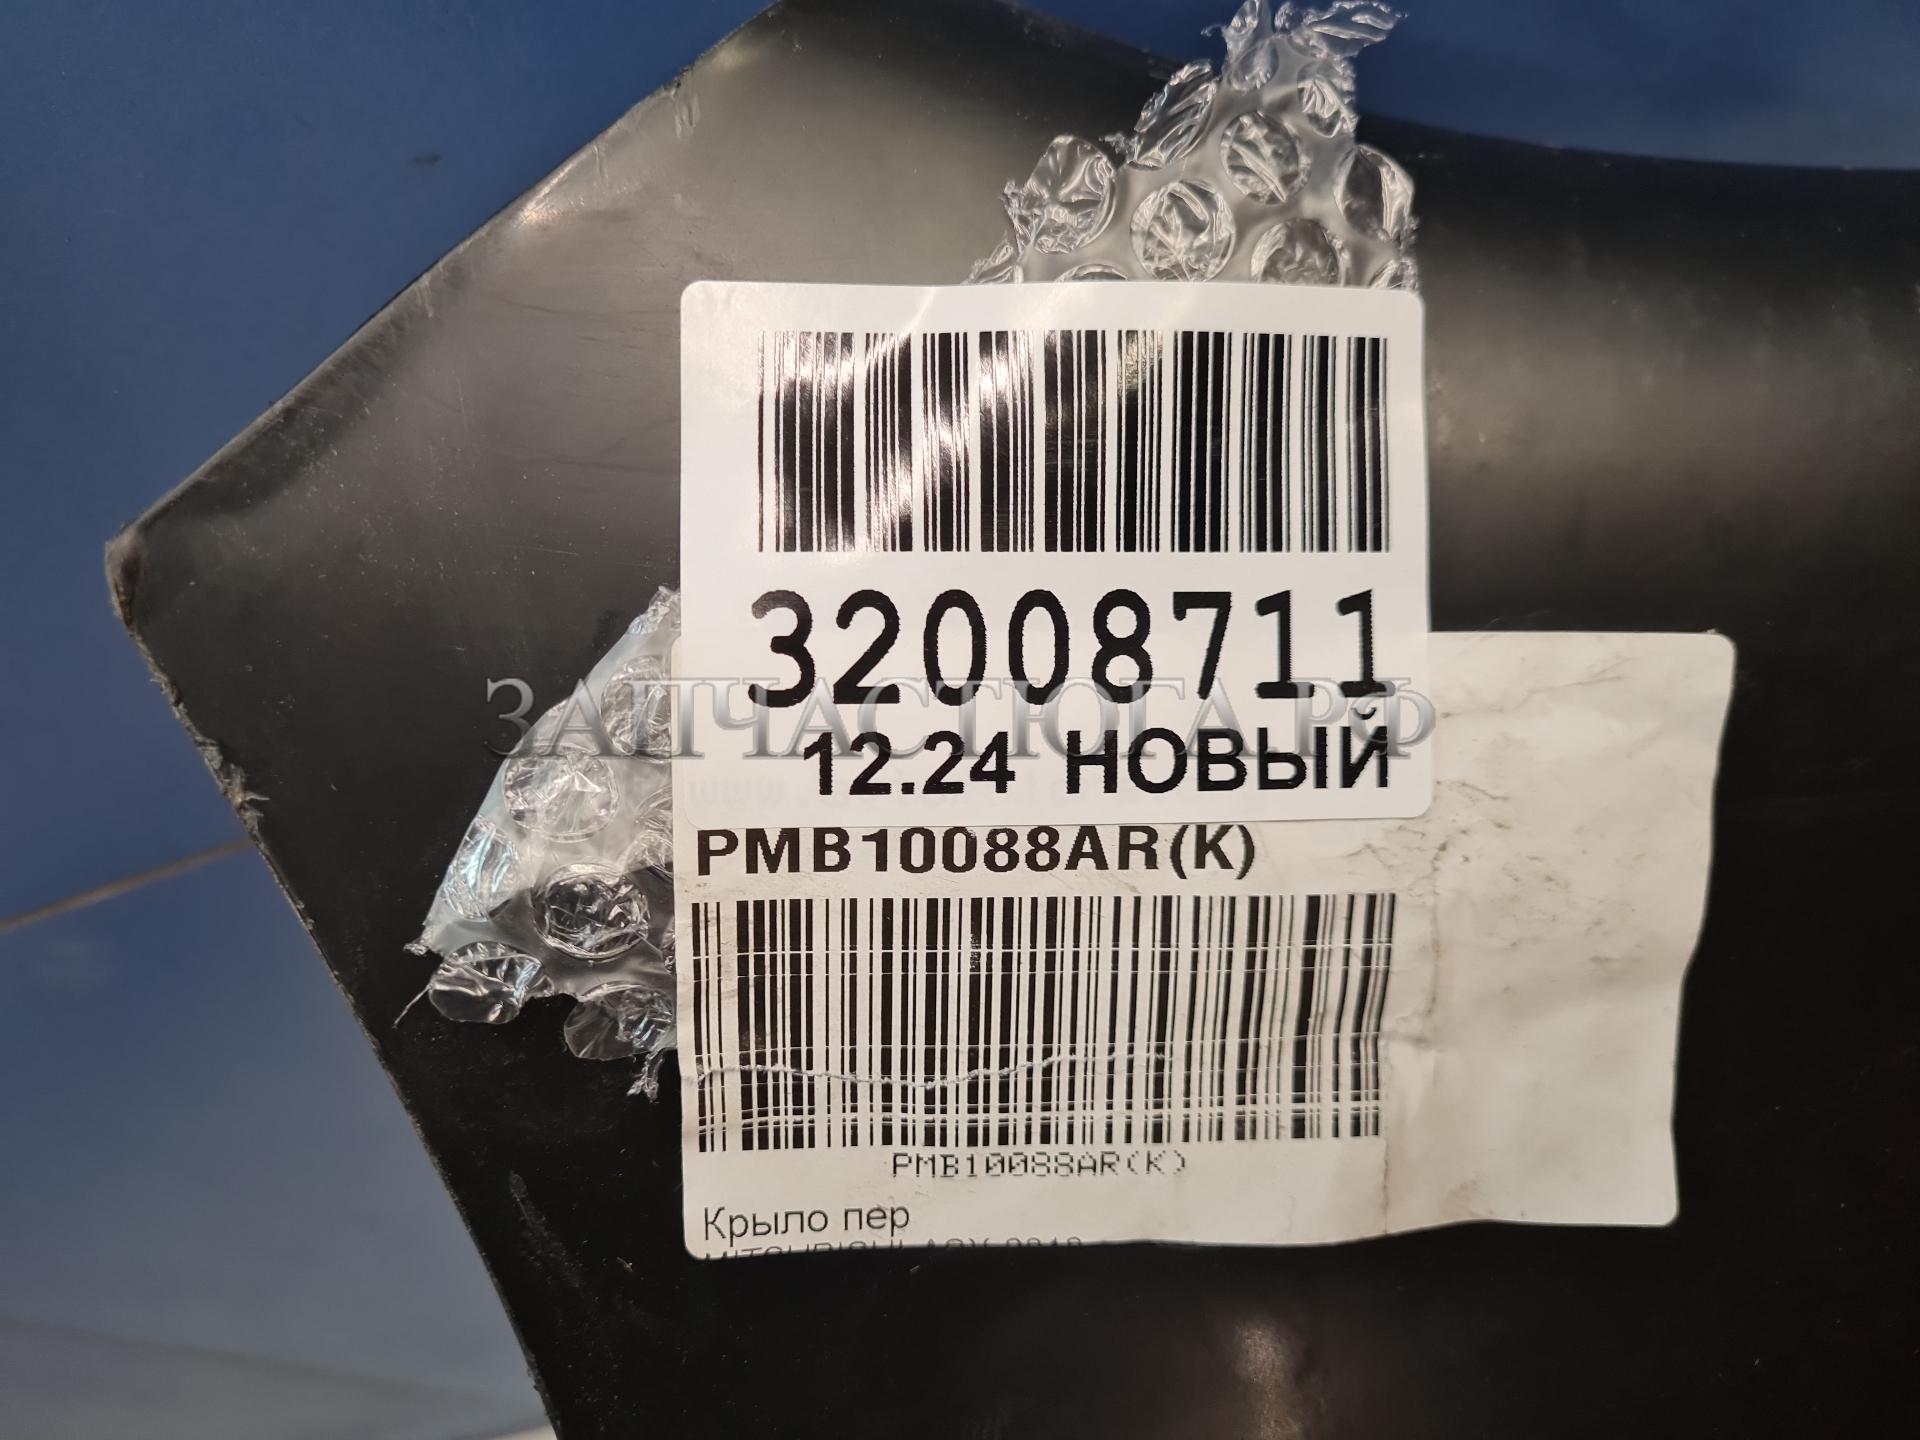 32008711
ЗАПЧАСТЮГА.РФ
12.24 НОВЫЙ
PMB10088AR(K)
PMB10088AR(K)
Крыло пер